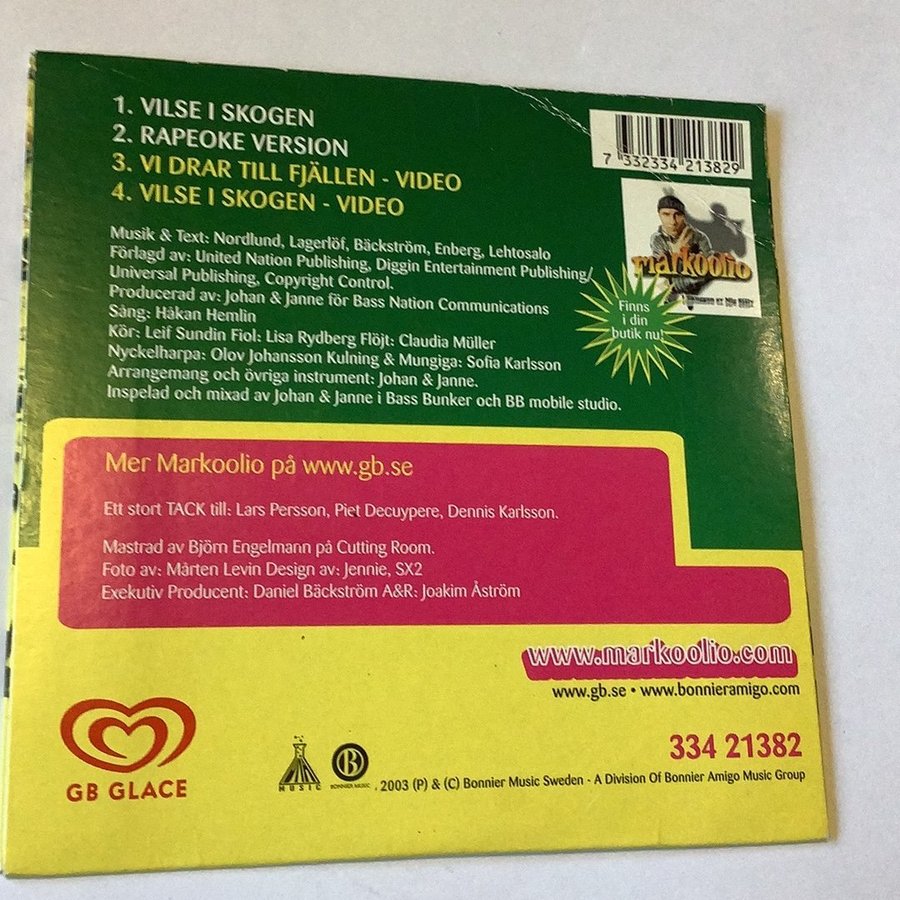 1. VILSE I SKOGEN
2. RAPEOKE VERSION
3. VI DRAR TILL FJÄLLEN - VIDEO
4. VILSE I SKOGEN - VIDEO
7 332334 213829
markoolio
Finns
i din
butik nu!
Musik & Text: Nordlund, Lagerlöf, Bäckström, Enberg, Lehtosalo
Förlagd av: United Nation Publishing, Diggin Entertainment Publishing/
Universal Publishing, Copyright Control.
Producerad av: Johan & Janne för Bass Nation Communications
Sång: Håkan Hemlin
Kör: Leif Sundin Fiol: Lisa Rydberg Flöjt: Claudia Müller
Nyckelharpa: Olov Johansson Kulning & Mungiga: Sofia Karlsson
Arrangemang och övriga instrument: Johan & Janne.
Inspelad och mixad av Johan & Janne i Bass Bunker och BB mobile studio.
Mer Markoolio på www.gb.se
Ett stort TACK till: Lars Persson, Piet Decuypere, Dennis Karlsson.
Mastrad av Björn Engelmann på Cutting Room.
Foto av: Mårten Levin Design av: Jennie, SX2
Exekutiv Producent: Daniel Bäckström A&R: Joakim Åström
www.markoolio.com
www.gb.se • www.bonnieramigo.com
334 21382
GB GLACE
MUSIC
B
BONNIER MUSIC
. 2003 (P) & (C) Bonnier Music Sweden - A Division Of Bonnier Amigo Music Group